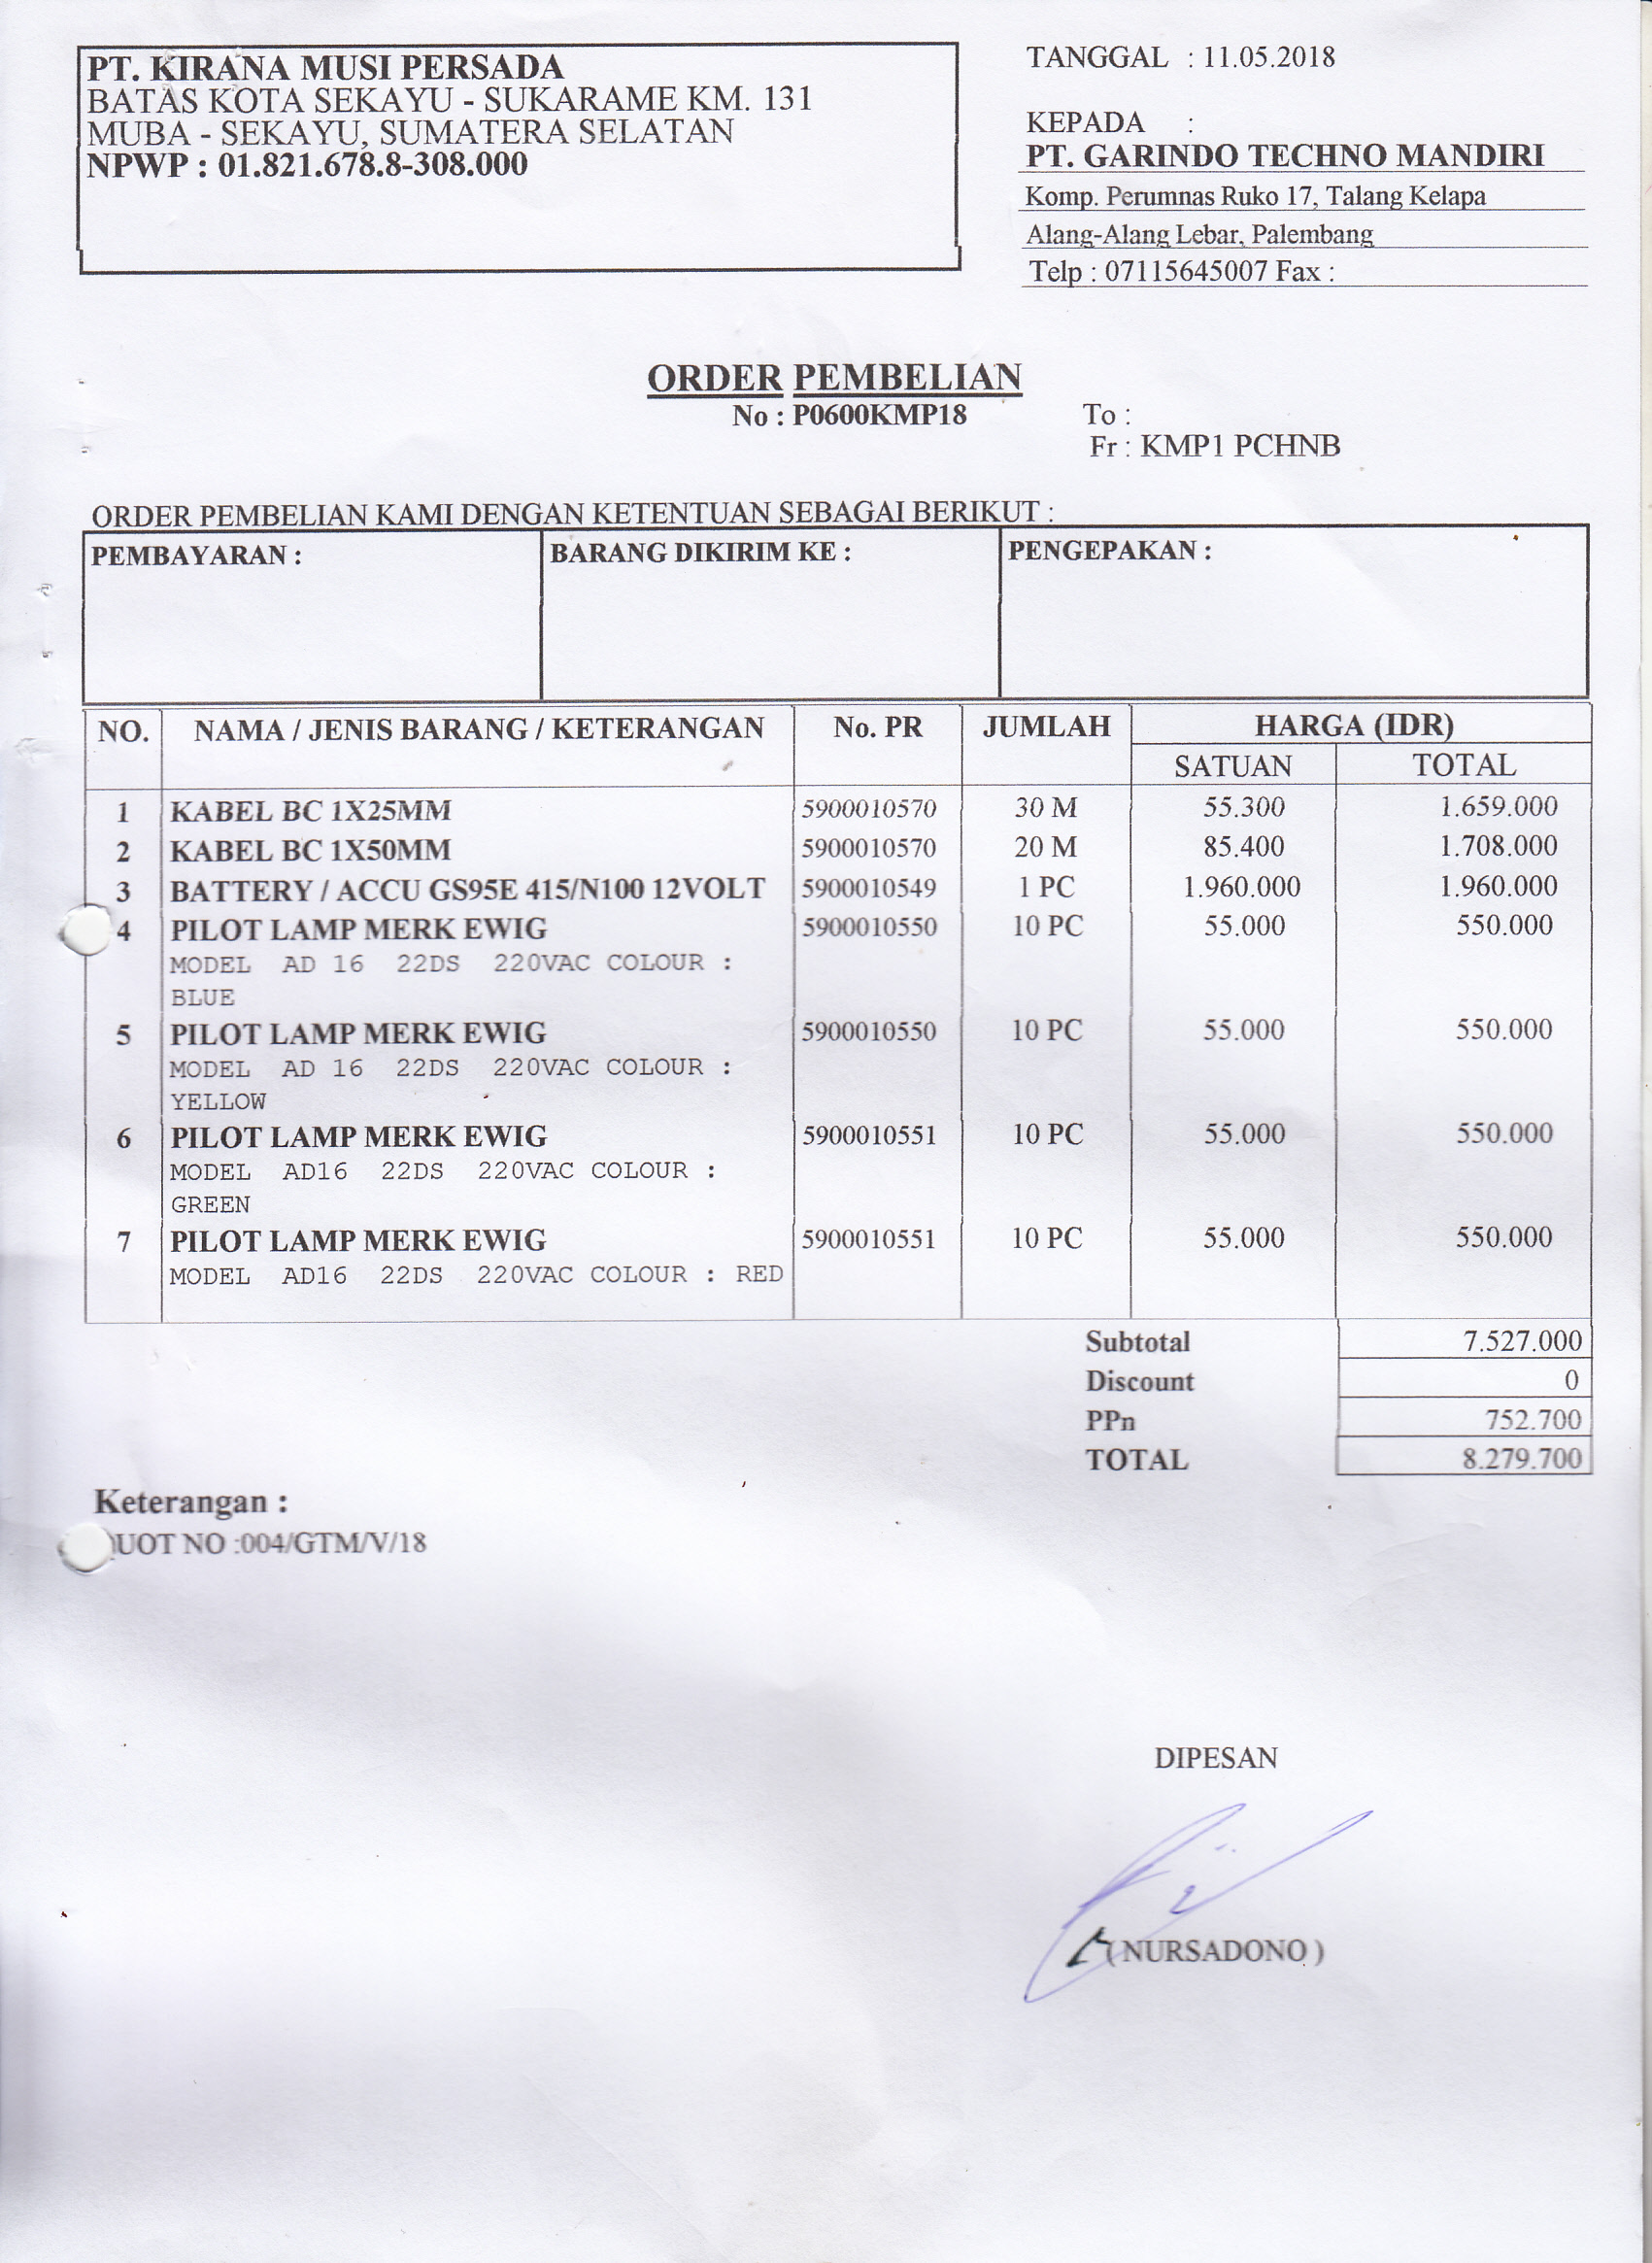 PT. KIRANA MUSI PERSADA
BATAS KOTA SEKAYU - SUKARAME KM. 131
MUBA - SEKAYU, SUMATERA SELATAN
NPWP : 01.821.678.8-308.000
TANGGAL : 11.05.2018
KEPADA :
PT. GARINDO TECHNO MANDIRI
Komp. Perumnas Ruko 17, Talang Kelapa
Alang-Alang Lebar, Palembang
Telp : 07115645007 Fax :
ORDER PEMBELIAN
No : P0600KMP18
To :
Fr : KMP1 PCHNB
ORDER PEMBELIAN KAMI DENGAN KETENTUAN SEBAGAI BERIKUT :
PEMBAYARAN : BARANG DIKIRIM KE : PENGEPAKAN :
NO. NAMA / JENIS BARANG / KETERANGAN No. PR JUMLAH HARGA (IDR)
SATUAN TOTAL
1 KABEL BC 1X25MM 5900010570 30 M 55.300 1.659.000
2 KABEL BC 1X50MM 5900010570 20 M 85.400 1.708.000
3 BATTERY / ACCU GS95E 415/N100 12VOLT 5900010549 1 PC 1.960.000 1.960.000
4 PILOT LAMP MERK EWIG 5900010550 10 PC 55.000 550.000
MODEL AD 16 22DS 220VAC COLOUR :
BLUE
5 PILOT LAMP MERK EWIG 5900010550 10 PC 55.000 550.000
MODEL AD 16 22DS 220VAC COLOUR :
YELLOW
6 PILOT LAMP MERK EWIG 5900010551 10 PC 55.000 550.000
MODEL AD16 22DS 220VAC COLOUR :
GREEN
7 PILOT LAMP MERK EWIG 5900010551 10 PC 55.000 550.000
MODEL AD16 22DS 220VAC COLOUR : RED
Subtotal 7.527.000
Discount 0
PPn 752.700
TOTAL 8.279.700
Keterangan :
UOT NO :004/GTM/V/18
DIPESAN
( NURSADONO )